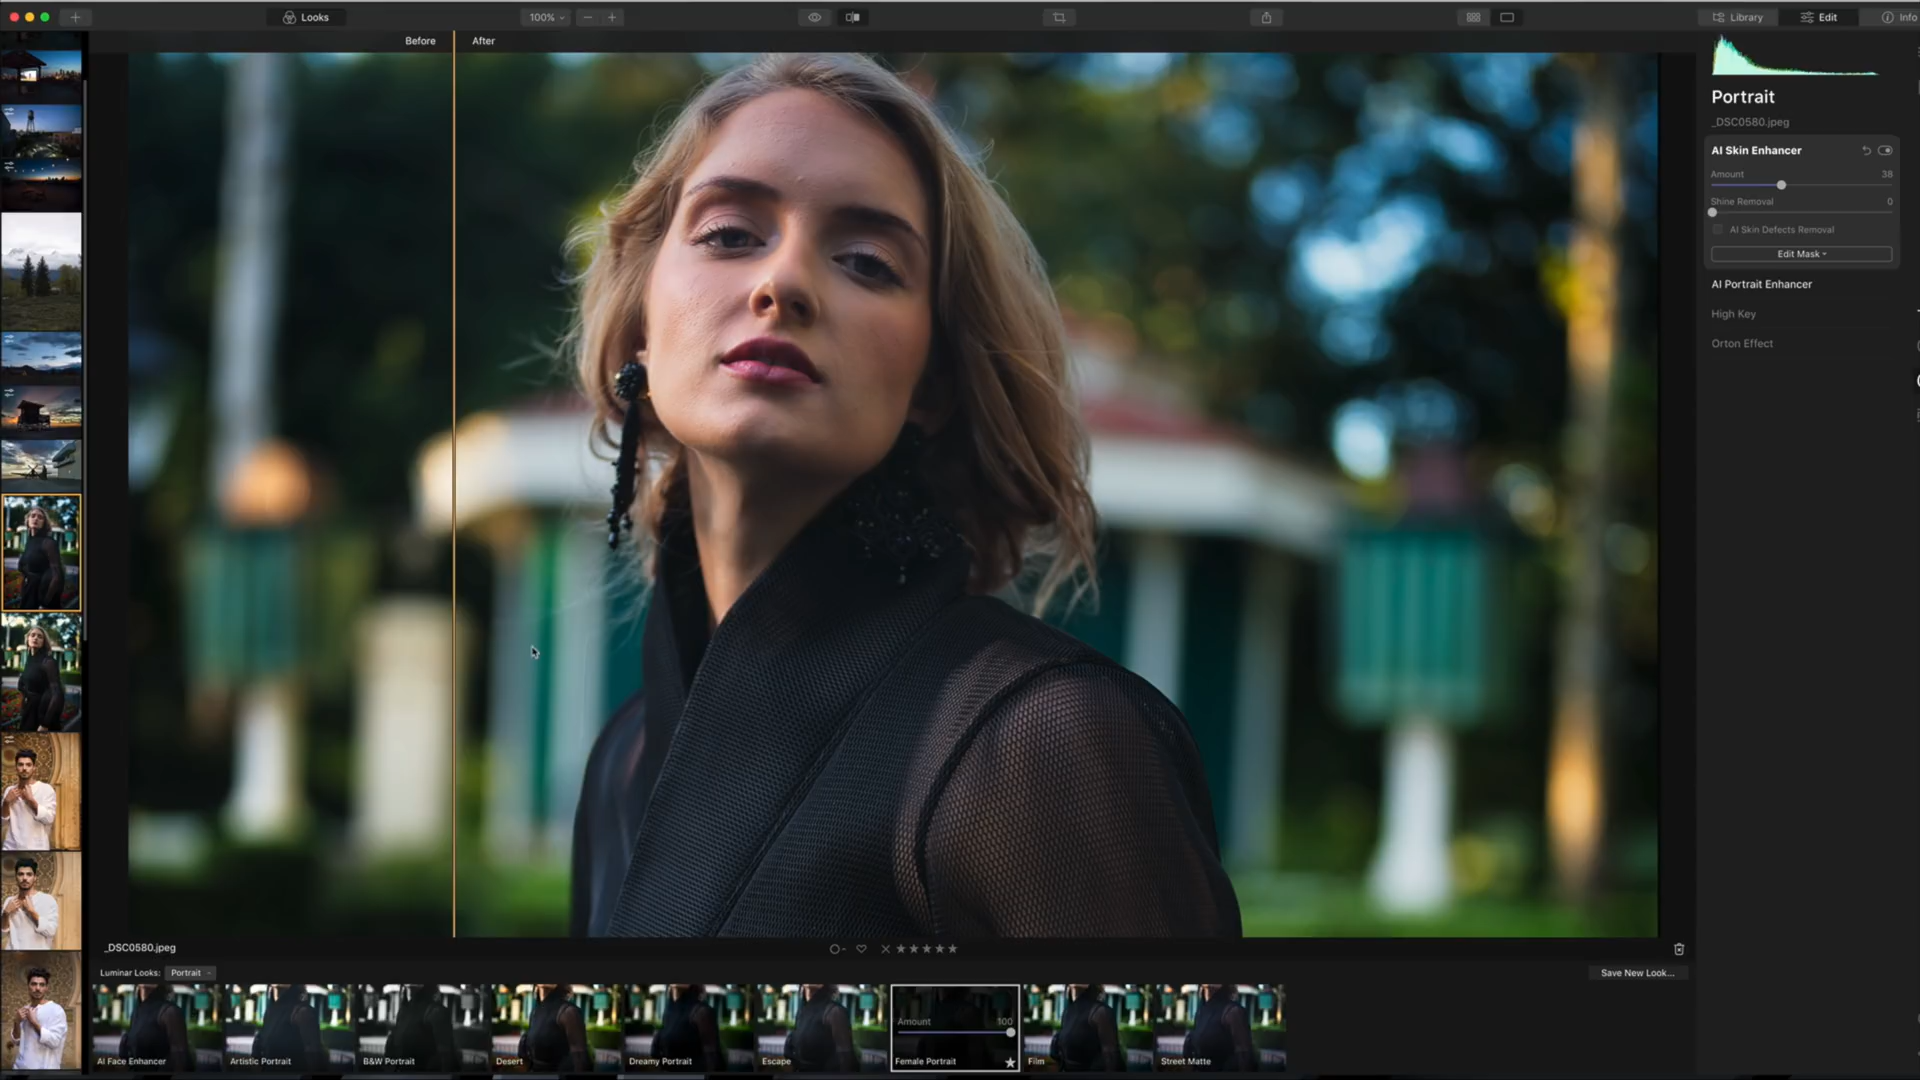 Looks
100%
Library
Edit
Info
Before
After
Portrait
_DSC0580.jpeg
AI Skin Enhancer
Amount
38
Shine Removal
0
AI Skin Defects Removal
Edit Mask
AI Portrait Enhancer
High Key
Orton Effect
_DSC0580.jpeg
Luminar Looks:
Portrait
Save New Look...
Amount
100
AI Face Enhancer
Artistic Portrait
B&W Portrait
Desert
Dreamy Portrait
Escape
Female Portrait
Film
Street Matte